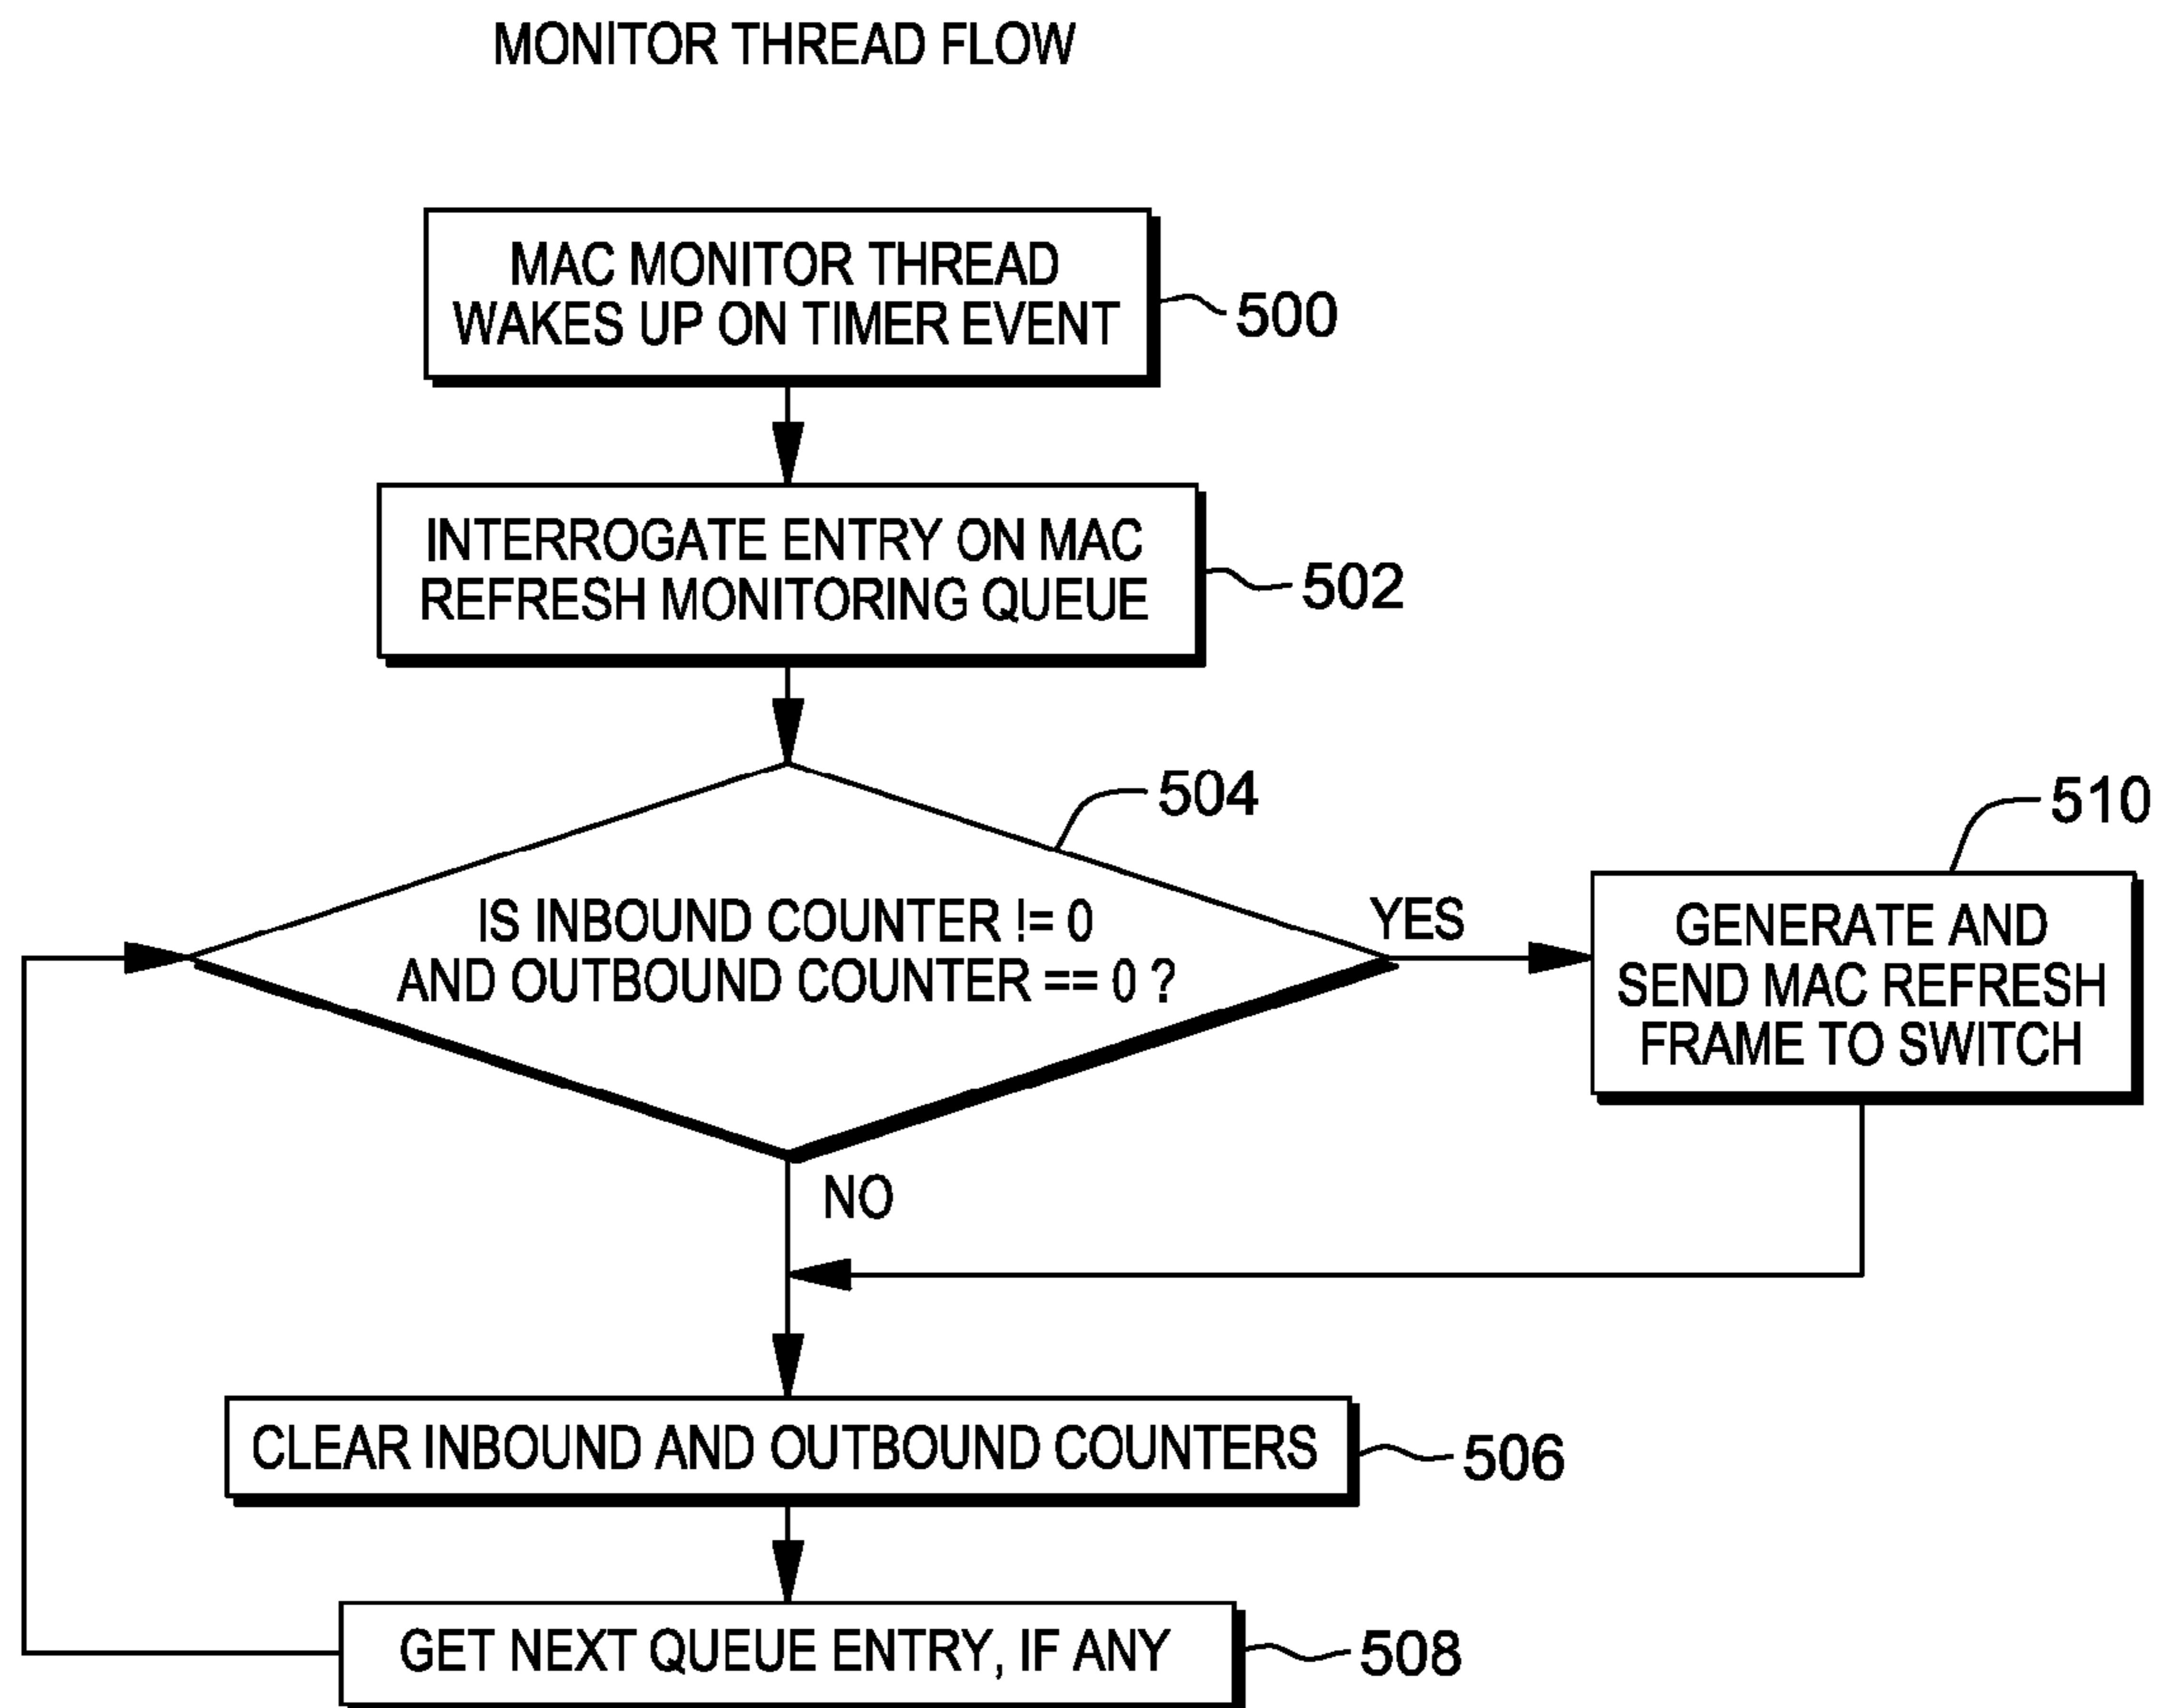 MONITOR THREAD FLOW
MAC MONITOR THREAD
WAKES UP ON TIMER EVENT
500
INTERROGATE ENTRY ON MAC
REFRESH MONITORING QUEUE
502
504
510
IS INBOUND COUNTER != 0
AND OUTBOUND COUNTER == 0 ?
YES
GENERATE AND
SEND MAC REFRESH
FRAME TO SWITCH
NO
CLEAR INBOUND AND OUTBOUND COUNTERS
506
GET NEXT QUEUE ENTRY, IF ANY
508